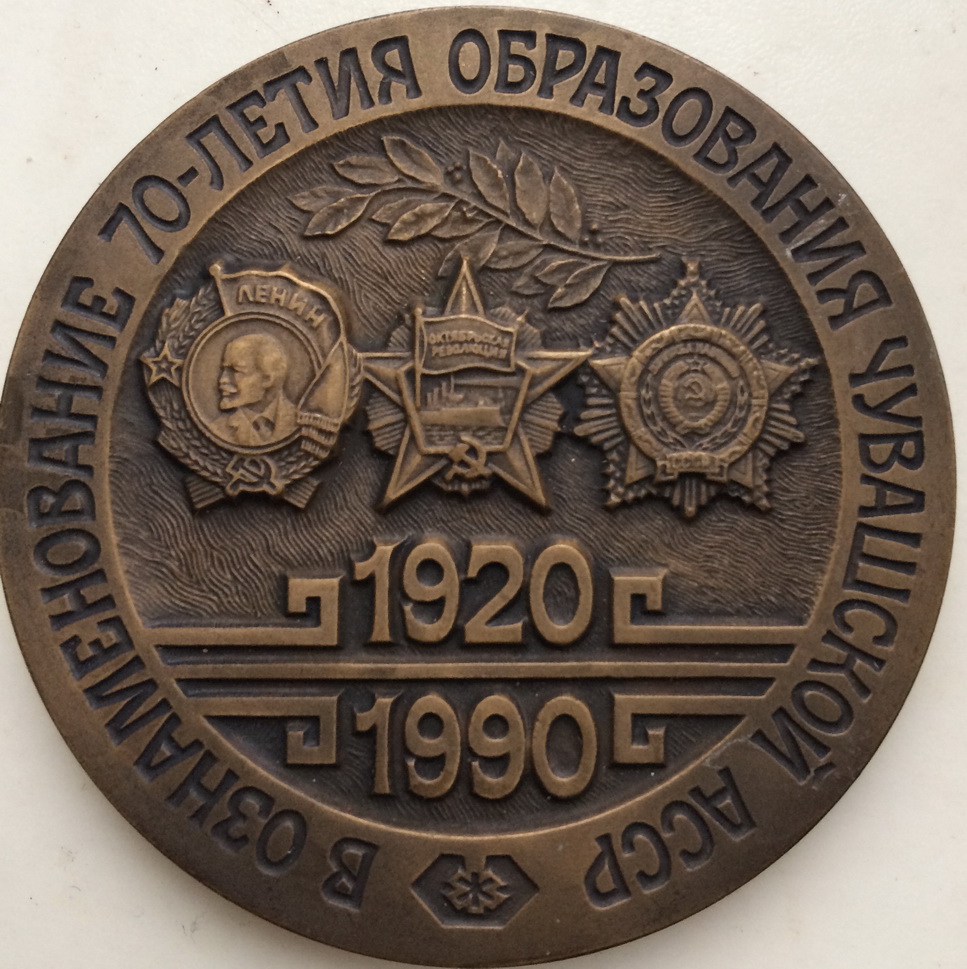 В ОЗНАМЕНОВАНИЕ 70-ЛЕТИЯ ОБРАЗОВАНИЯ ЧУВАШСКОЙ АССР
ЛЕНИН
ОКТЯБРЬСКАЯ
РЕВОЛЮЦИЯ
1920
1990